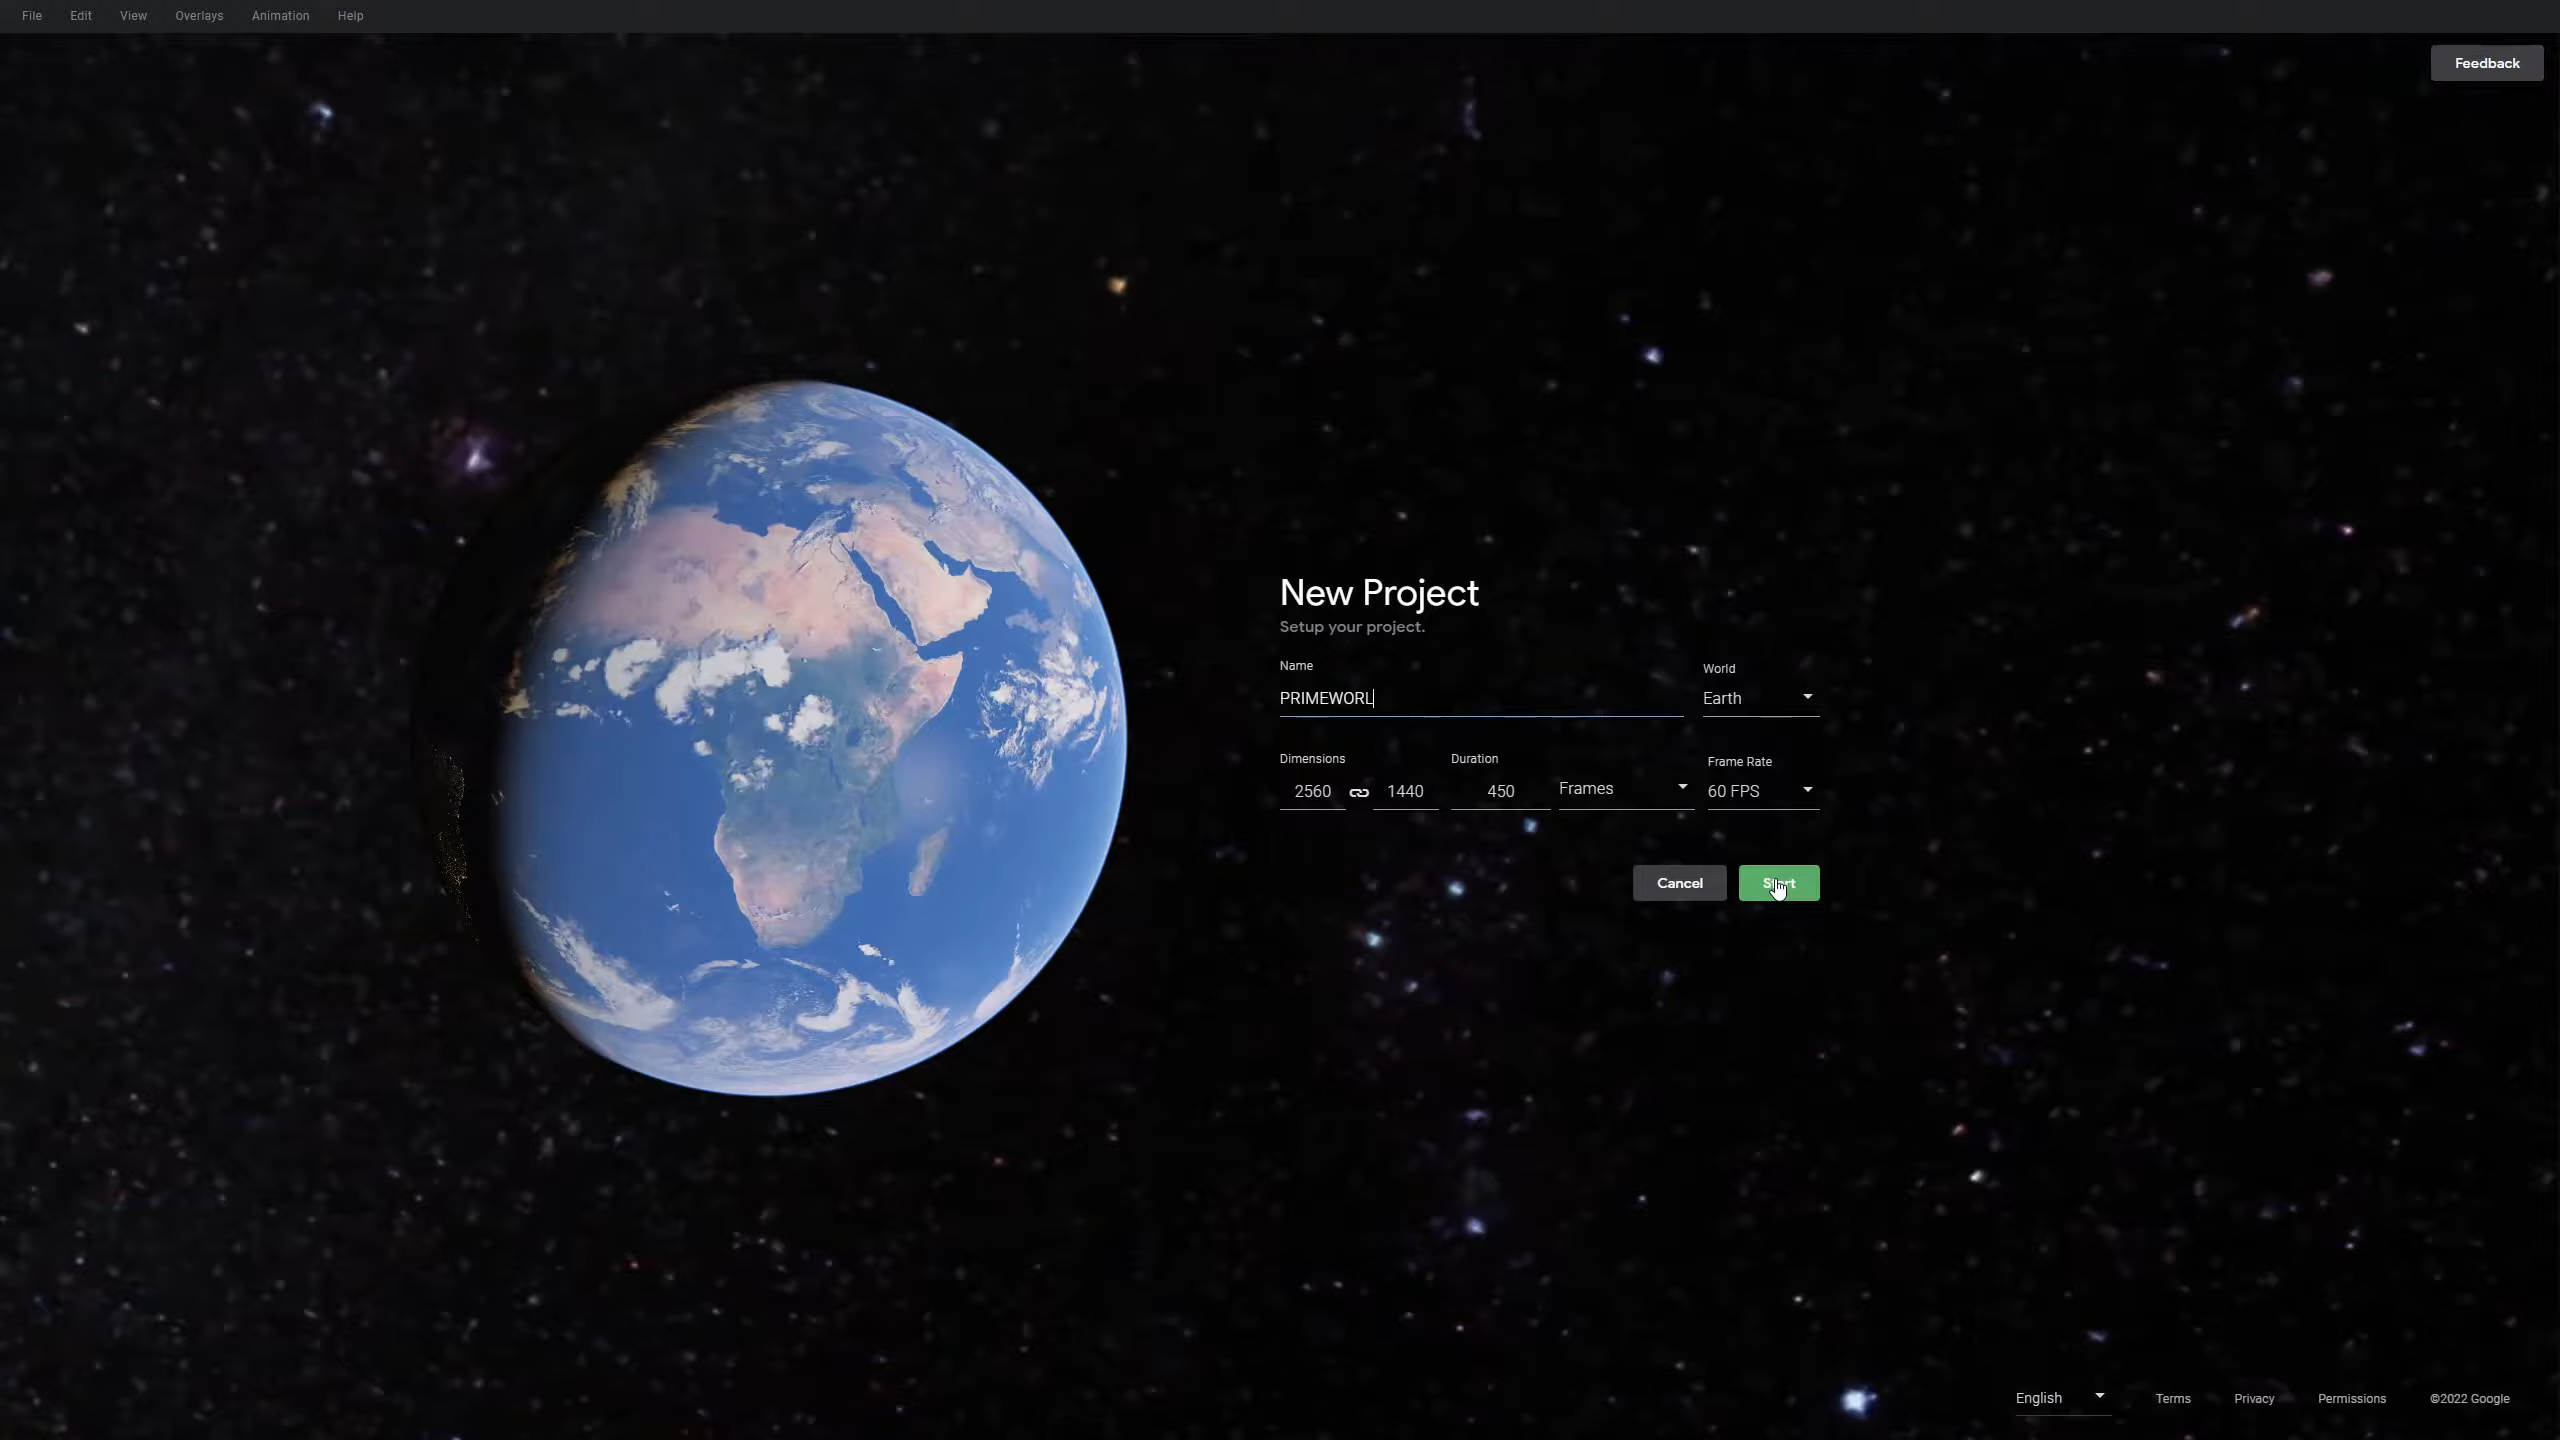 File Edit View Overlays Animation Help
Feedback
New Project
Setup your project.
Name World
PRIMEWORL Earth
Dimensions Duration Frame Rate
2560 1440 450 Frames 60 FPS
Cancel
English Terms Privacy Permissions ©2022 Google